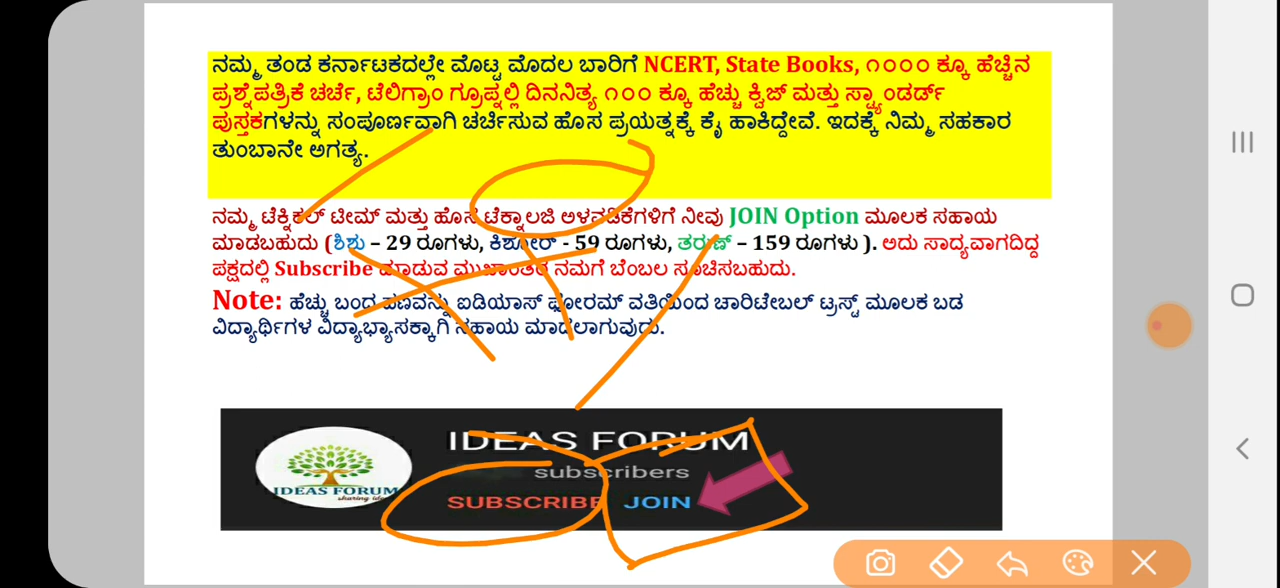 ನಮ್ಮ ತಂಡ ಕರ್ನಾಟಕದಲ್ಲೇ ಮೊಟ್ಟ ಮೊದಲ ಬಾರಿಗೆ NCERT, State Books, ೧೦೦೦ ಕ್ಕೂ ಹೆಚ್ಚಿನ
ಪ್ರಶ್ನೆಪತ್ರಿಕೆ ಚರ್ಚೆ, ಟೆಲಿಗ್ರಾಂ ಗ್ರೂಪ್ನಲ್ಲಿ ದಿನನಿತ್ಯ ೧೦೦ ಕ್ಕೂ ಹೆಚ್ಚು ಕ್ವಿಜ್ ಮತ್ತು ಸ್ಟ್ಯಾಂಡರ್ಡ್
ಪುಸ್ತಕಗಳನ್ನು ಸಂಪೂರ್ಣವಾಗಿ ಚರ್ಚಿಸುವ ಹೊಸ ಪ್ರಯತ್ನಕ್ಕೆ ಕೈ ಹಾಕಿದ್ದೇವೆ. ಇದಕ್ಕೆ ನಿಮ್ಮ ಸಹಕಾರ
ತುಂಬಾನೇ ಅಗತ್ಯ.
ನಮ್ಮ ಟೆಕ್ನಿಕಲ್ ಟೀಮ್ ಮತ್ತು ಹೊಸ ಟೆಕ್ನಾಲಜಿ ಅಳವಡಿಕೆಗಳಿಗೆ ನೀವು JOIN Option ಮೂಲಕ ಸಹಾಯ
ಮಾಡಬಹುದು (ಶಿಶು – 29 ರೂಗಳು, ಕಿಶೋರ್ - 59 ರೂಗಳು, ತರುಣ್ – 159 ರೂಗಳು ). ಅದು ಸಾದ್ಯವಾಗದಿದ್ದ
ಪಕ್ಷದಲ್ಲಿ Subscribe ಮಾಡುವ ಮುಖಾಂತರ ನಮಗೆ ಬೆಂಬಲ ಸೂಚಿಸಬಹುದು.
Note: ಹೆಚ್ಚು ಬಂದ ಹಣವನ್ನು ಐಡಿಯಾಸ್ ಫೋರಮ್ ವತಿಯಿಂದ ಚಾರಿಟೇಬಲ್ ಟ್ರಸ್ಟ್ ಮೂಲಕ ಬಡ
ವಿದ್ಯಾರ್ಥಿಗಳ ವಿದ್ಯಾಭ್ಯಾಸಕ್ಕಾಗಿ ಸಹಾಯ ಮಾಡಲಾಗುವುದು.
IDEAS FORUM
subscribers
SUBSCRIBE JOIN
IDEAS FORUM